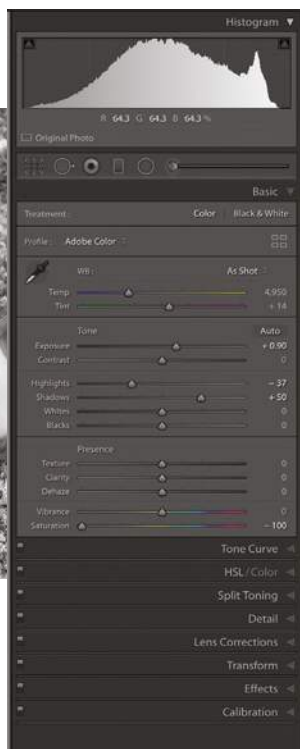 Histogram
R 64.3 G 64.3 B 64.3 %
Original Photo
Basic
Treatment : Color Black & White
Profile : Adobe Color
WB : As Shot
Temp 4,950
Tint + 14
Tone Auto
Exposure + 0.90
Contrast 0
Highlights − 37
Shadows + 50
Whites 0
Blacks 0
Presence
Texture 0
Clarity 0
Dehaze 0
Vibrance 0
Saturation − 100
Tone Curve
HSL / Color
Split Toning
Detail
Lens Corrections
Transform
Effects
Calibration